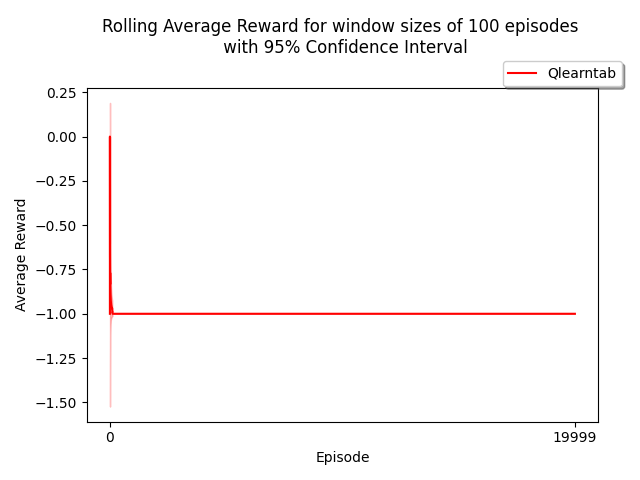 Rolling Average Reward for window sizes of 100 episodes
with 95% Confidence Interval
Qlearntab
0.25
0.00
−0.25
−0.50
−0.75
−1.00
−1.25
−1.50
Average Reward
0
19999
Episode